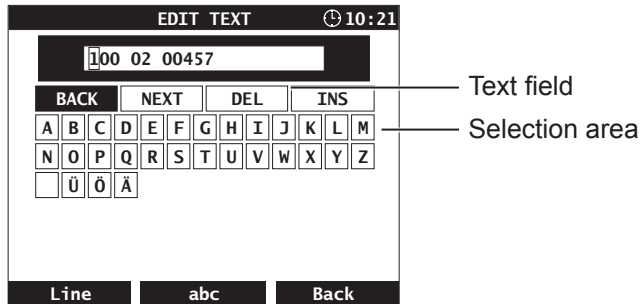 EDIT TEXT 10:21
100 02 00457
BACK NEXT DEL INS
Text field
A B C D E F G H I J K L M
Selection area
N O P Q R S T U V W X Y Z
Ü Ö Ä
Line abc Back